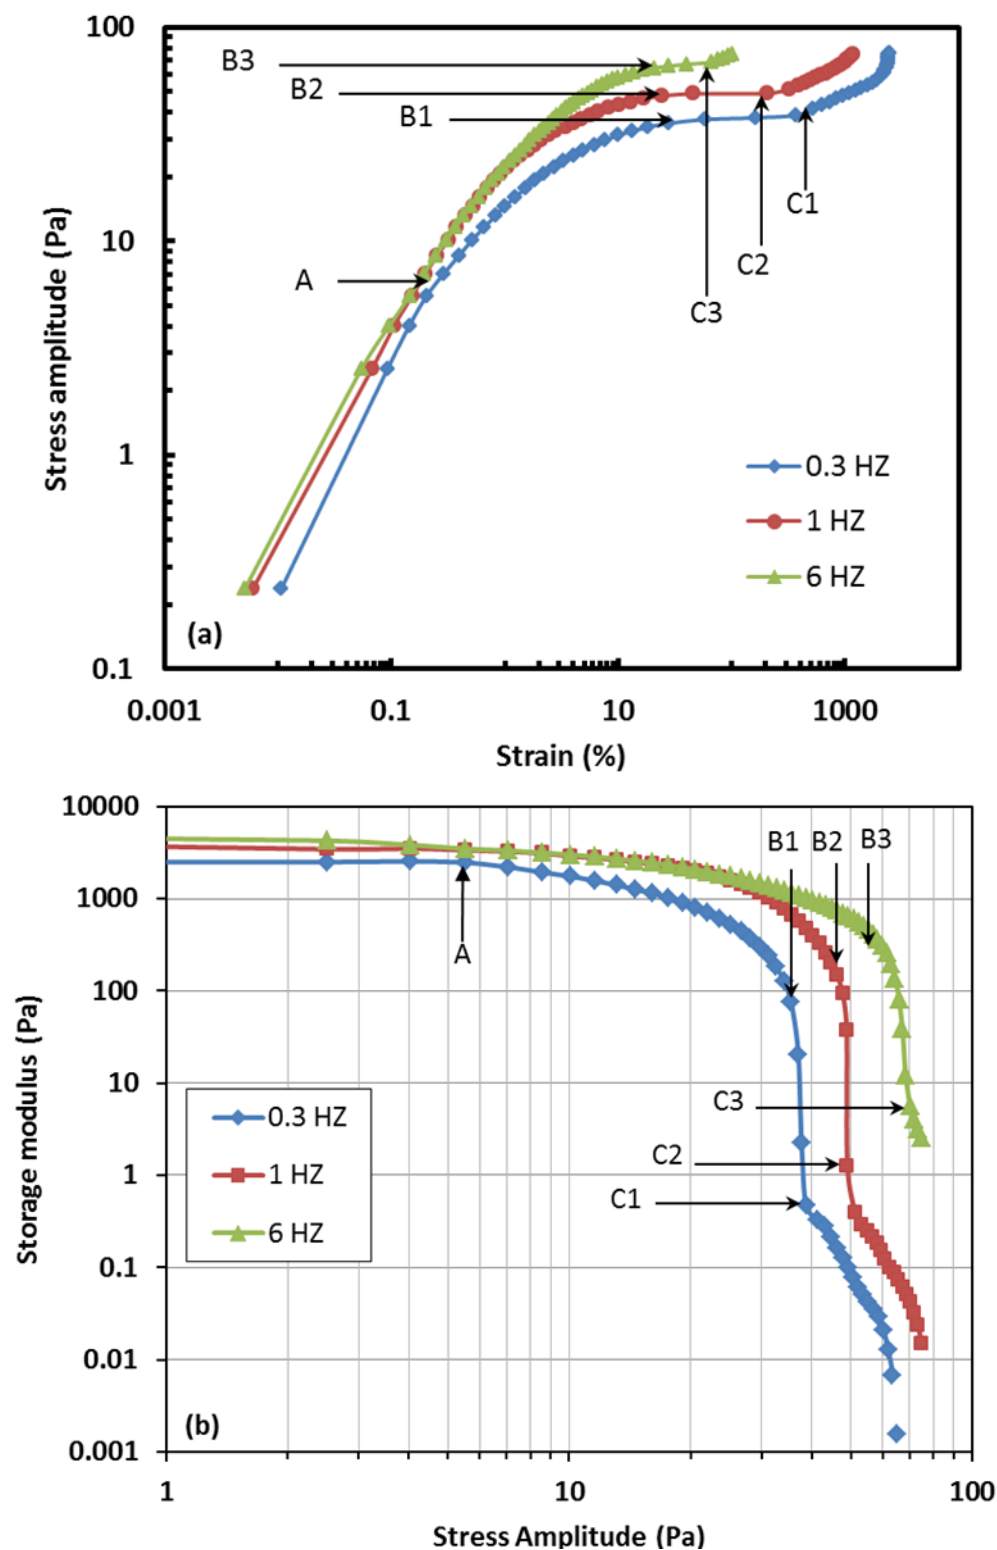 100
B3
B2
B1
C1
10
A
C2
C3
Stress amplitude (Pa)
1
0.3 HZ
1 HZ
6 HZ
(a)
0.1
0.001
0.1
10
1000
Strain (%)
10000
B1
B2
B3
1000
A
100
10
C3
0.3 HZ
C2
1 HZ
1
C1
6 HZ
Storage modulus (Pa)
0.1
0.01
(b)
0.001
1
10
100
Stress Amplitude (Pa)